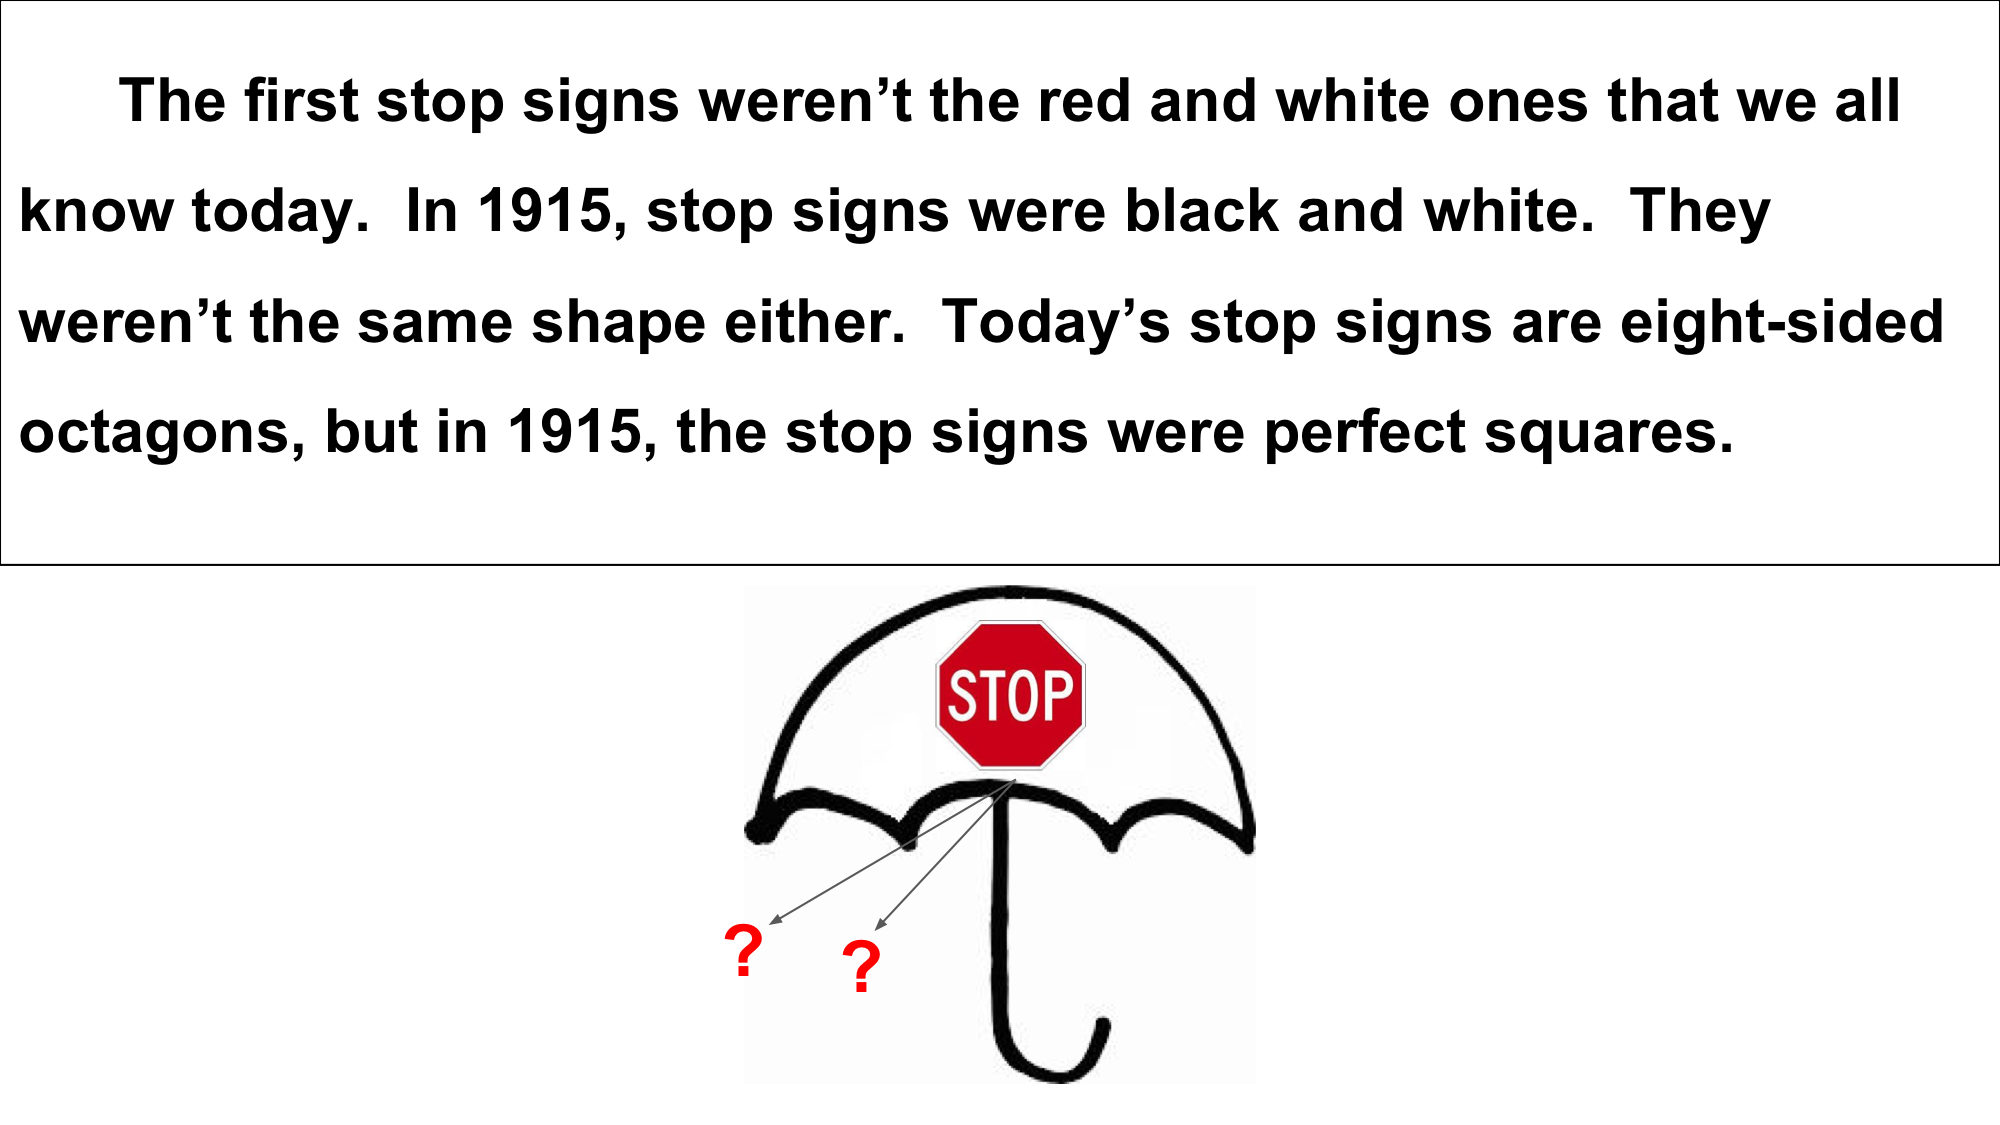 The first stop signs weren’t the red and white ones that we all
know today.  In 1915, stop signs were black and white.  They
weren’t the same shape either.  Today’s stop signs are eight-sided
octagons, but in 1915, the stop signs were perfect squares.
STOP
? ?